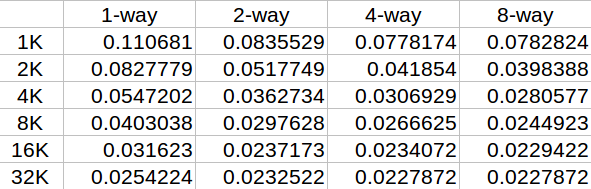 1-way 2-way 4-way 8-way
1K 0.110681 0.0835529 0.0778174 0.0782824
2K 0.0827779 0.0517749 0.041854 0.0398388
4K 0.0547202 0.0362734 0.0306929 0.0280577
8K 0.0403038 0.0297628 0.0266625 0.0244923
16K 0.031623 0.0237173 0.0234072 0.0229422
32K 0.0254224 0.0232522 0.0227872 0.0227872